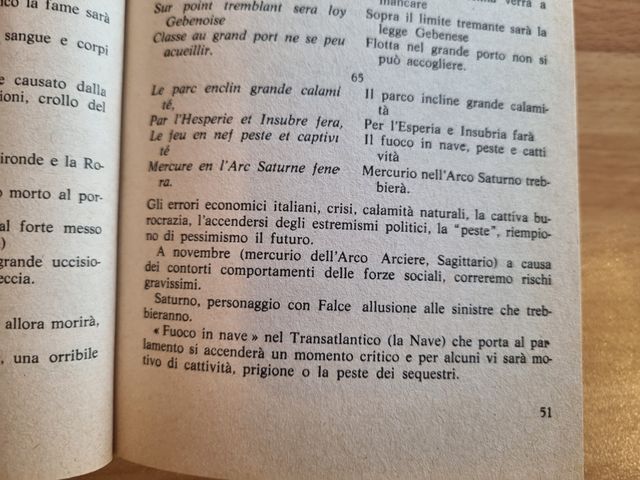 o la fame sarà
sangue e corpi
e causato dalla
ioni, crollo del
ironde e la Ro-
o morto al por-
al forte messo
)
grande uccisio-
eccia.
allora morirà,
, una orribile
Sur point tremblant sera loy
Gebenoise
Classe au grand port ne se peu
acueillir.
verrà a
mancare
Sopra il limite tremante sarà la
legge Gebenese
Flotta nel grande porto non si
può accogliere.
65
Le parc enclin grande calami
té,
Par l'Hesperie et Insubre fera,
Le feu en nef peste et captivi
té
Mercure en l'Arc Saturne fene
ra.
Il parco incline grande calami-
tà
Per l'Esperia e Insubria farà
Il fuoco in nave, peste e catti
vità
Mercurio nell'Arco Saturno treb-
bierà.
Gli errori economici italiani, crisi, calamità naturali, la cattiva bu-
rocrazia, l'accendersi degli estremismi politici, la "peste", riempio-
no di pessimismo il futuro.
A novembre (mercurio dell'Arco Arciere, Sagittario) a causa
dei contorti comportamenti delle forze sociali, correremo rischi
gravissimi.
Saturno, personaggio con Falce allusione alle sinistre che treb-
bieranno.
« Fuoco in nave » nel Transatlantico (la Nave) che porta al par
lamento si accenderà un momento critico e per alcuni vi sarà mo-
tivo di cattività, prigione o la peste dei sequestri.
51